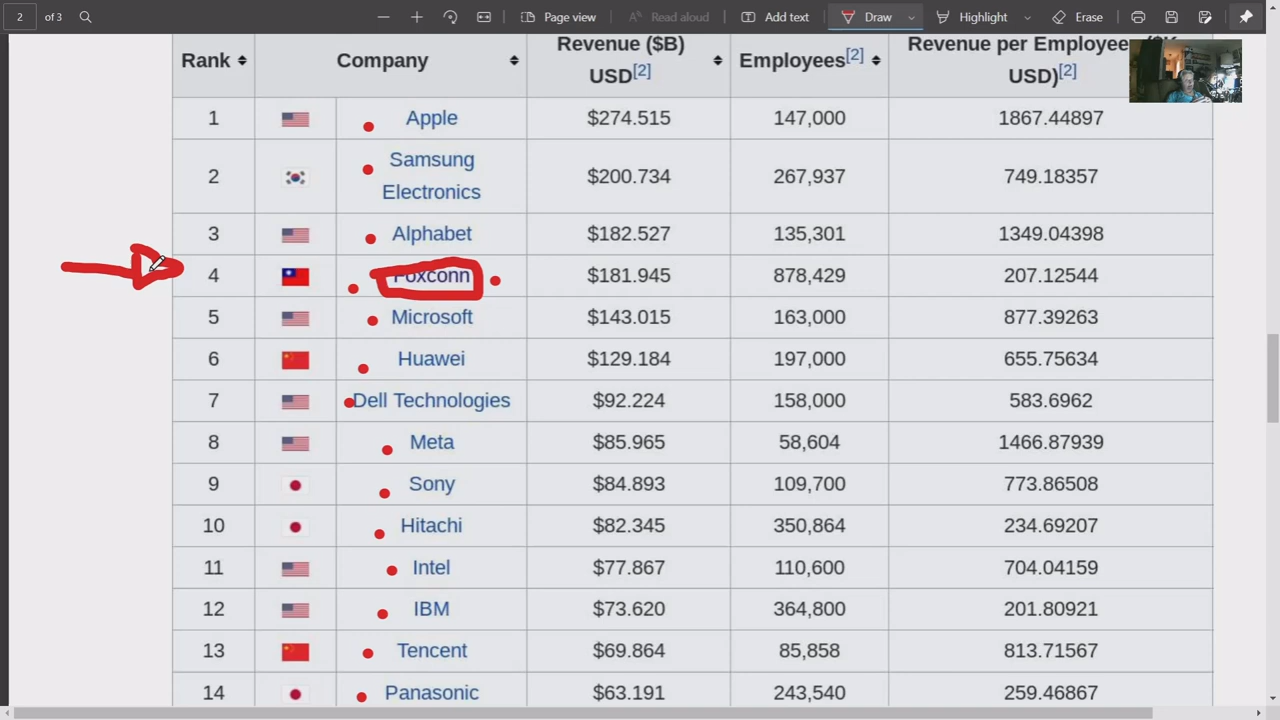 2 of 3 Page view Read aloud Add text Draw Highlight Erase
Revenue ($B) Revenue per Employee
Rank Company Employees[2]
USD[2] USD)[2]
1 Apple $274.515 147,000 1867.44897
Samsung
2 $200.734 267,937 749.18357
Electronics
3 Alphabet $182.527 135,301 1349.04398
4 Foxconn $181.945 878,429 207.12544
5 Microsoft $143.015 163,000 877.39263
6 Huawei $129.184 197,000 655.75634
7 Dell Technologies $92.224 158,000 583.6962
8 Meta $85.965 58,604 1466.87939
9 Sony $84.893 109,700 773.86508
10 Hitachi $82.345 350,864 234.69207
11 Intel $77.867 110,600 704.04159
12 IBM $73.620 364,800 201.80921
13 Tencent $69.864 85,858 813.71567
14 Panasonic $63.191 243,540 259.46867